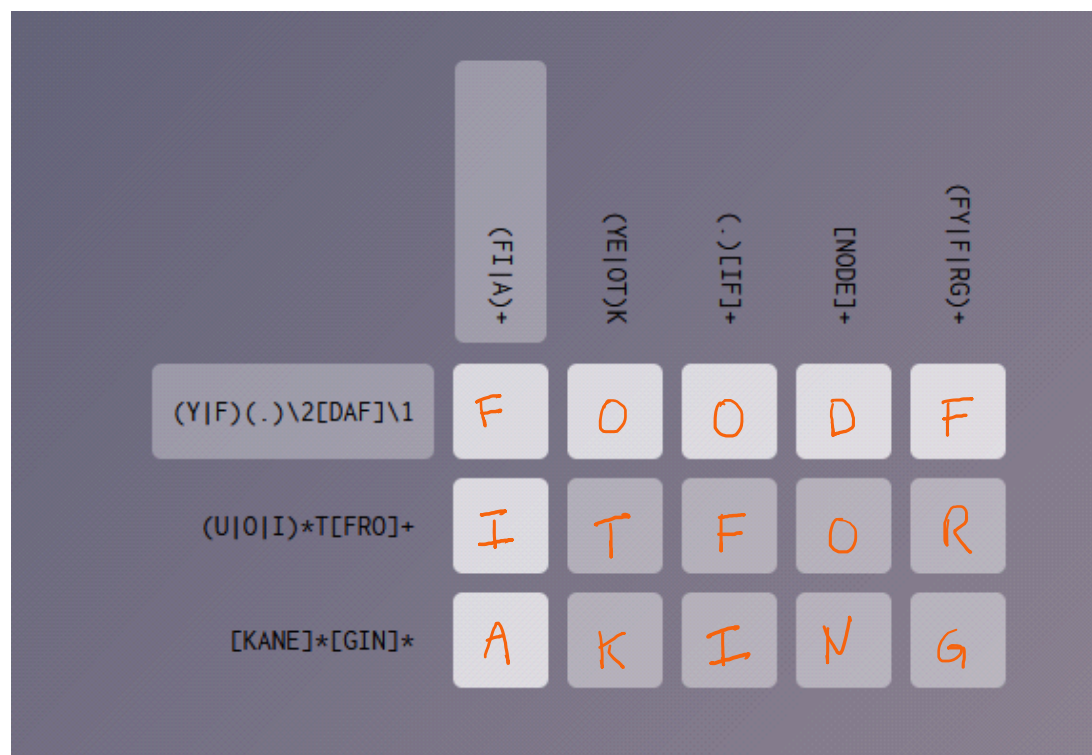 (FI|A)+
(YE|OT)K
(.)[IF]+
[NODE]+
(FY|F|RG)+
(Y|F)(.)\2[DAF]\1
F O O D F
(U|O|I)*T[FRO]+
I T F O R
[KANE]*[GIN]*
A K I N G